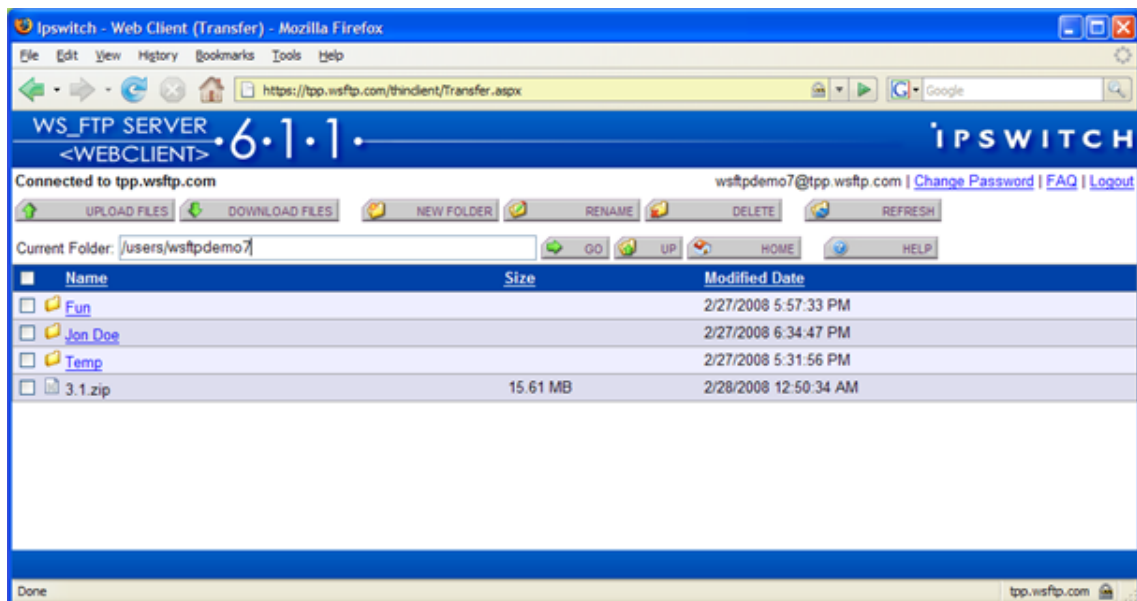 Ipswitch - Web Client (Transfer) - Mozilla Firefox
File Edit View History Bookmarks Tools Help
https://tpp.wsftp.com/thinclient/Transfer.aspx
G Google
WS_FTP SERVER
<WEBCLIENT>
•6•1•1•
IPSWITCH
Connected to tpp.wsftp.com
wsftpdemo7@tpp.wsftp.com | Change Password | FAQ | Logout
UPLOAD FILES DOWNLOAD FILES NEW FOLDER RENAME DELETE REFRESH
Current Folder: /users/wsftpdemo7 GO UP HOME HELP
Name Size Modified Date
Fun 2/27/2008 5:57:33 PM
Jon Doe 2/27/2008 6:34:47 PM
Temp 2/27/2008 5:31:56 PM
3.1.zip 15.61 MB 2/28/2008 12:50:34 AM
Done tpp.wsftp.com